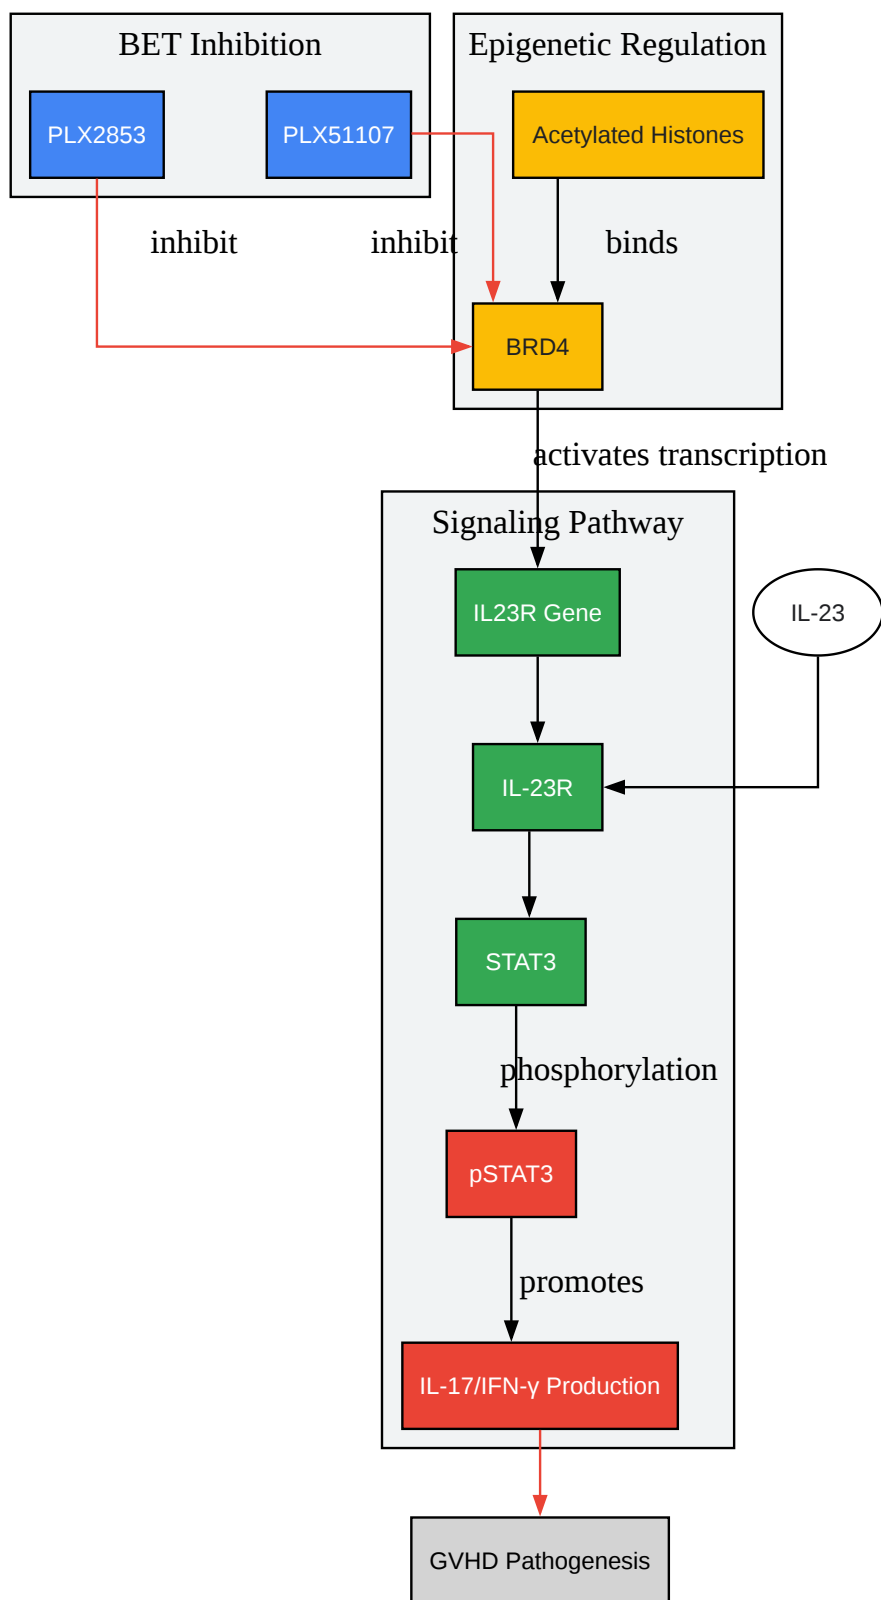 BET Inhibition
Epigenetic Regulation
PLX2853
PLX51107
Acetylated Histones
inhibit
inhibit
binds
BRD4
activates transcription
Signaling Pathway
IL23R Gene
IL-23
IL-23R
STAT3
phosphorylation
pSTAT3
promotes
IL-17/IFN-γ Production
GVHD Pathogenesis